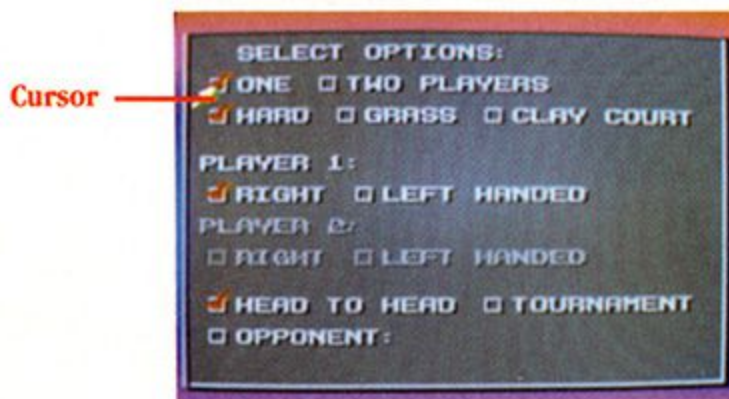 SELECT OPTIONS:
ONE TWO PLAYERS
Cursor
HARD GRASS CLAY COURT
PLAYER 1:
RIGHT LEFT HANDED
PLAYER 2:
RIGHT LEFT HANDED
HEAD TO HEAD TOURNAMENT
OPPONENT: